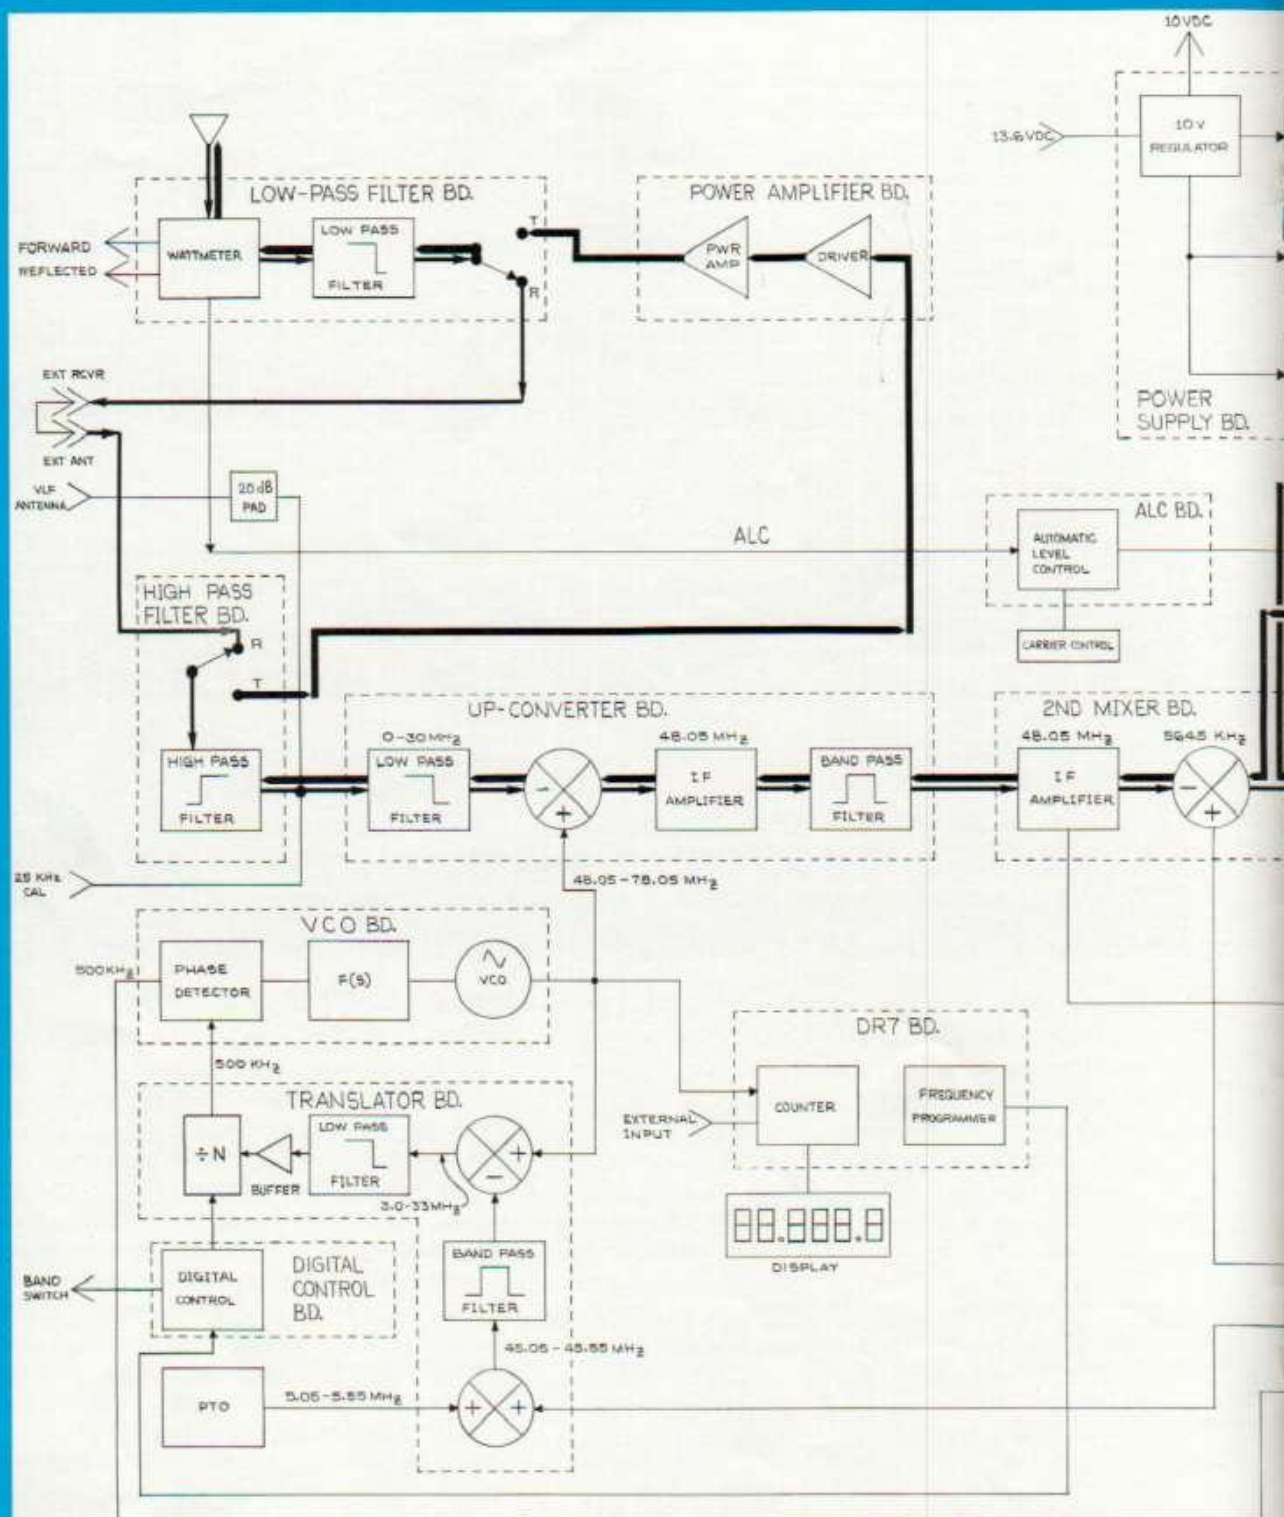 10VDC
13.6VDC
10V
REGULATOR
POWER
SUPPLY BD.
LOW-PASS FILTER BD.
FORWARD
REFLECTED
WATTMETER
LOW PASS
FILTER
T
R
POWER AMPLIFIER BD.
PWR
AMP
DRIVER
EXT RCVR
EXT ANT
VLF
ANTENNA
20dB
PAD
ALC
ALC BD.
AUTOMATIC
LEVEL
CONTROL
CARRIER CONTROL
HIGH PASS
FILTER BD.
R
T
HIGH PASS
FILTER
25 KHz
CAL
UP-CONVERTER BD.
0-30 MHz
LOW PASS
FILTER
-
+
48.05 MHz
IF
AMPLIFIER
BAND PASS
FILTER
48.05-78.05 MHz
2ND MIXER BD.
48.05 MHz
IF
AMPLIFIER
5645 KHz
-
+
VCO BD.
500KHz
PHASE
DETECTOR
F(S)
VCO
500 KHz
DR7 BD.
COUNTER
FREQUENCY
PROGRAMMER
EXTERNAL
INPUT
88.888.8
DISPLAY
TRANSLATOR BD.
÷N
BUFFER
LOW PASS
FILTER
+
-
3.0-33MHz
BAND PASS
FILTER
BAND
SWITCH
DIGITAL
CONTROL
DIGITAL
CONTROL
BD.
PTO
5.05-5.55 MHz
+ +